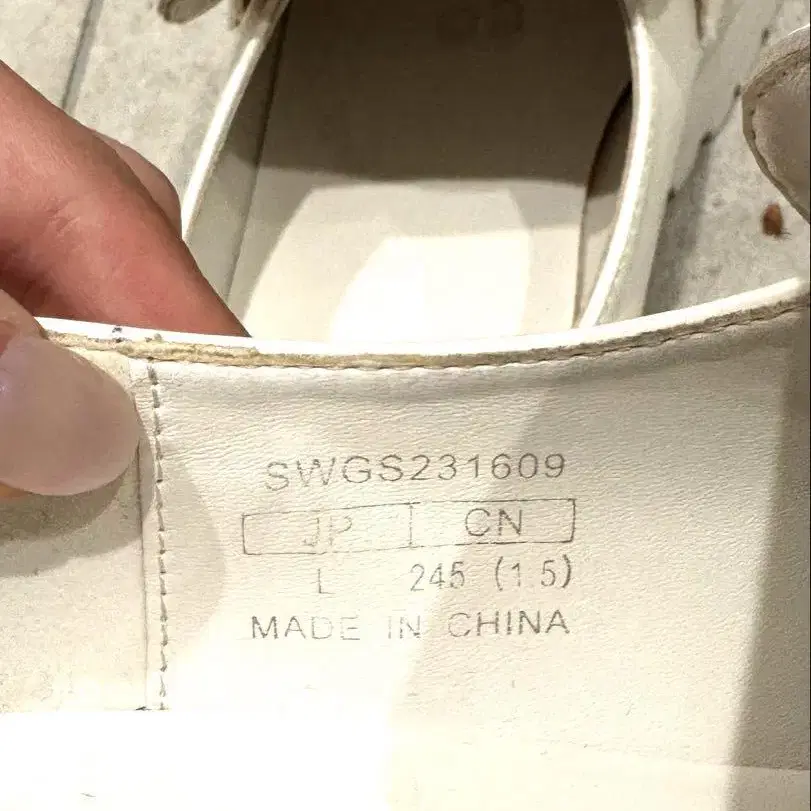 SWGS231609
JP CN
L 245 (1.5)
MADE IN CHINA